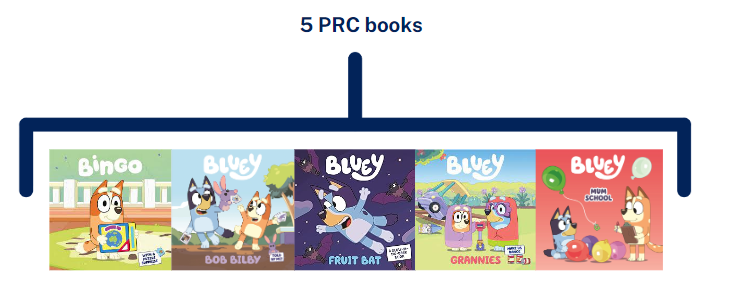 5 PRC books
BINGO
BLUEY
BOB BILBY
BLUEY
FRUIT BAT
BLUEY
GRANNIES
BLUEY
MUM
SCHOOL